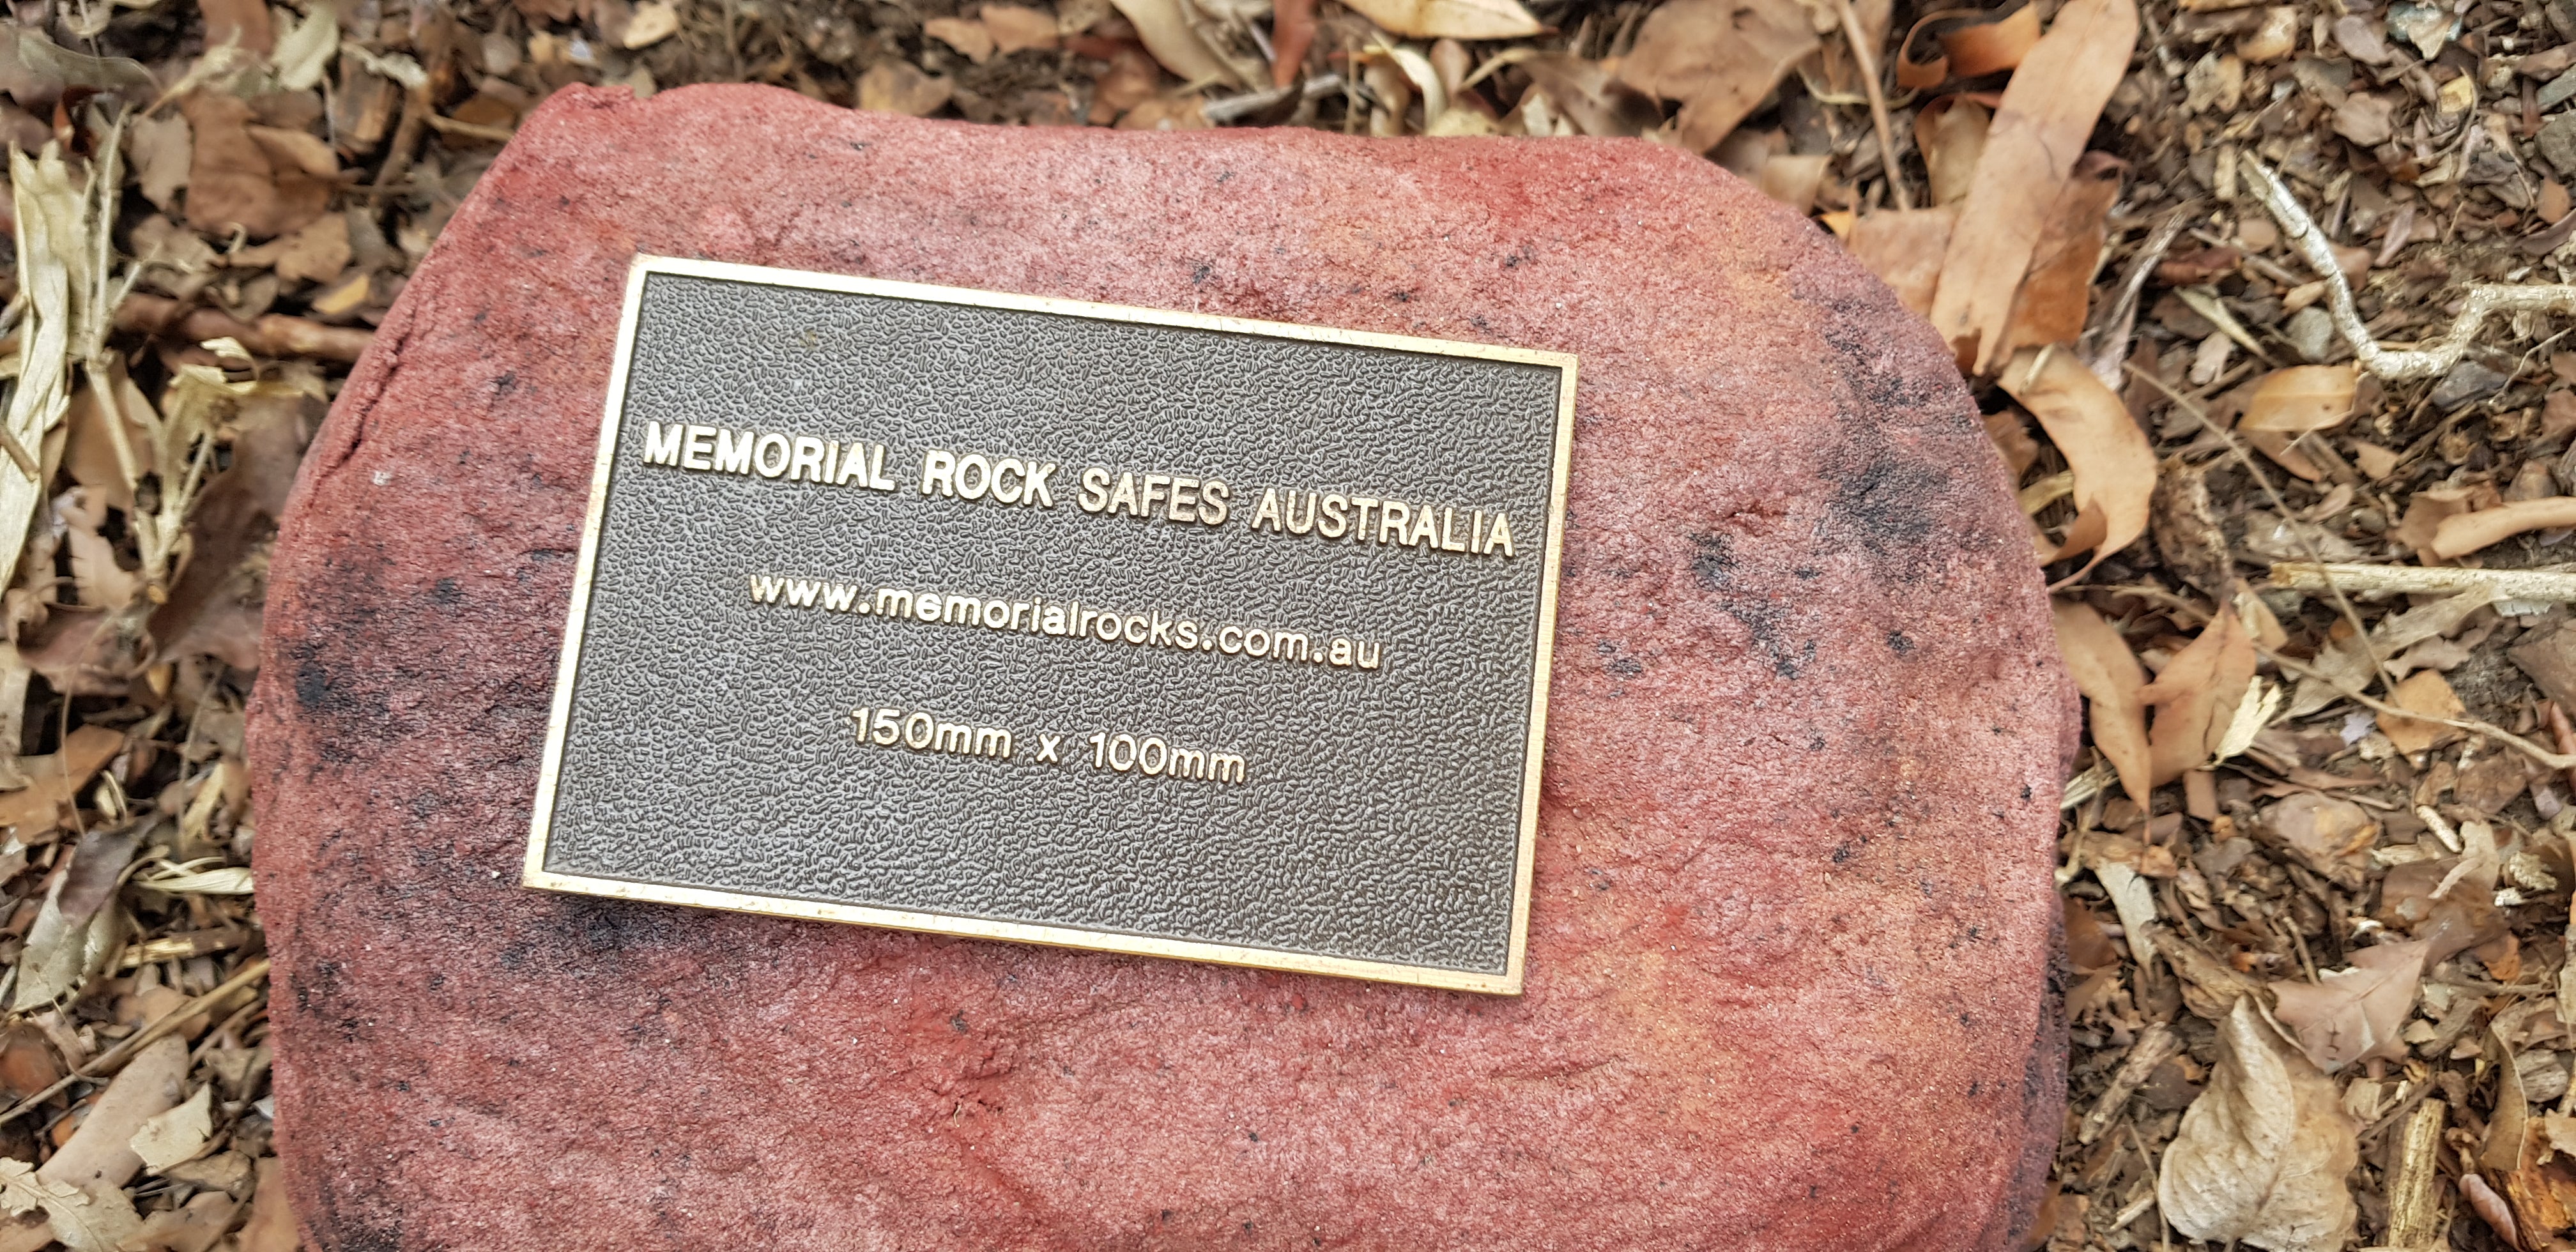 MEMORIAL ROCK SAFES AUSTRALIA
www.memorialrocks.com.au
150mm x 100mm